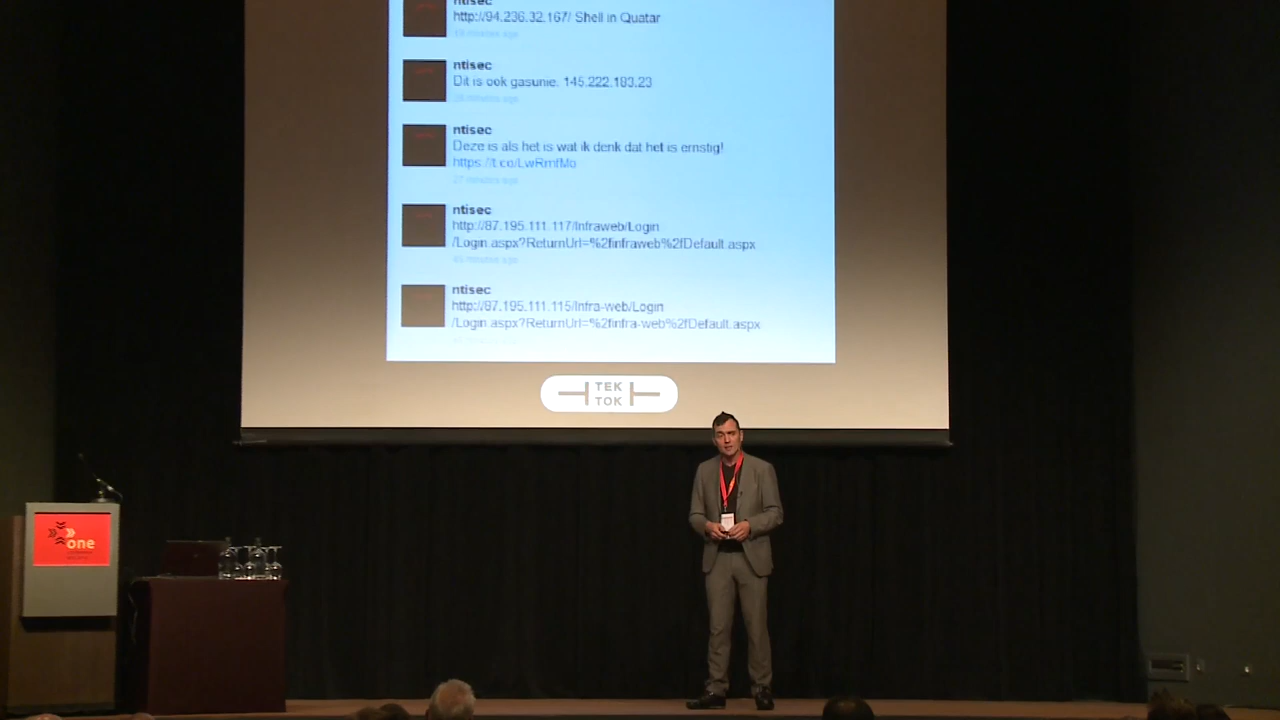 ntisec
http://94.236.32.167/ Shell in Quatar
ntisec
Dit is ook gasunie. 145.222.183.23
ntisec
Deze is als het is wat ik denk dat het is ernstig!
27 minutes ago
ntisec
http://87.195.111.117/Infraweb/Login
/Login.aspx?ReturnUrl=%2finfraweb%2fDefault.aspx
ntisec
http://87.195.111.115/Infra-web/Login
/Login.aspx?ReturnUrl=%2finfra-web%2fDefault.aspx
TEK
TOK
one